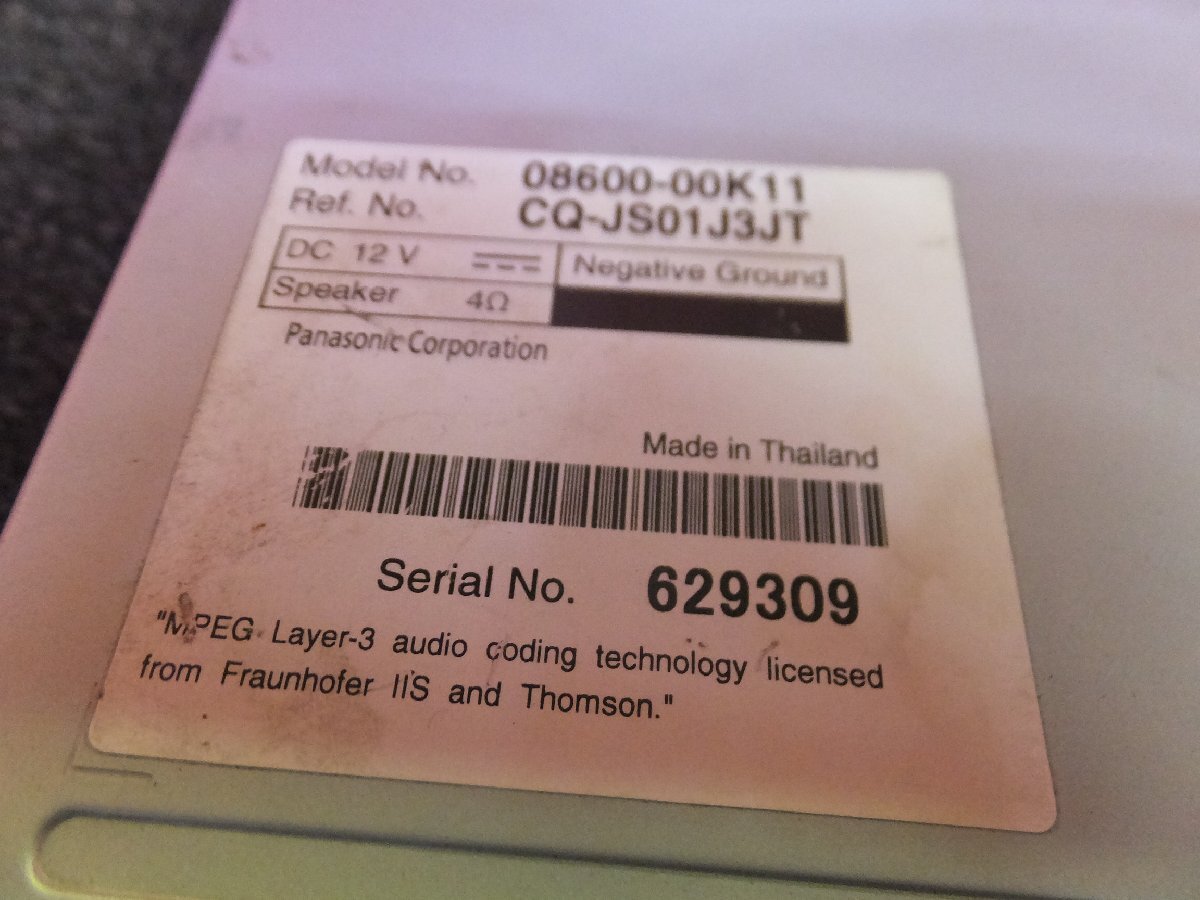 Model No. 08600-00K11
Ref. No. CQ-JS01J3JT
DC 12 V Negative Ground
Speaker 4Ω
Panasonic Corporation
Made in Thailand
Serial No. 629309
"MPEG Layer-3 audio coding technology licensed
from Fraunhofer IIS and Thomson."